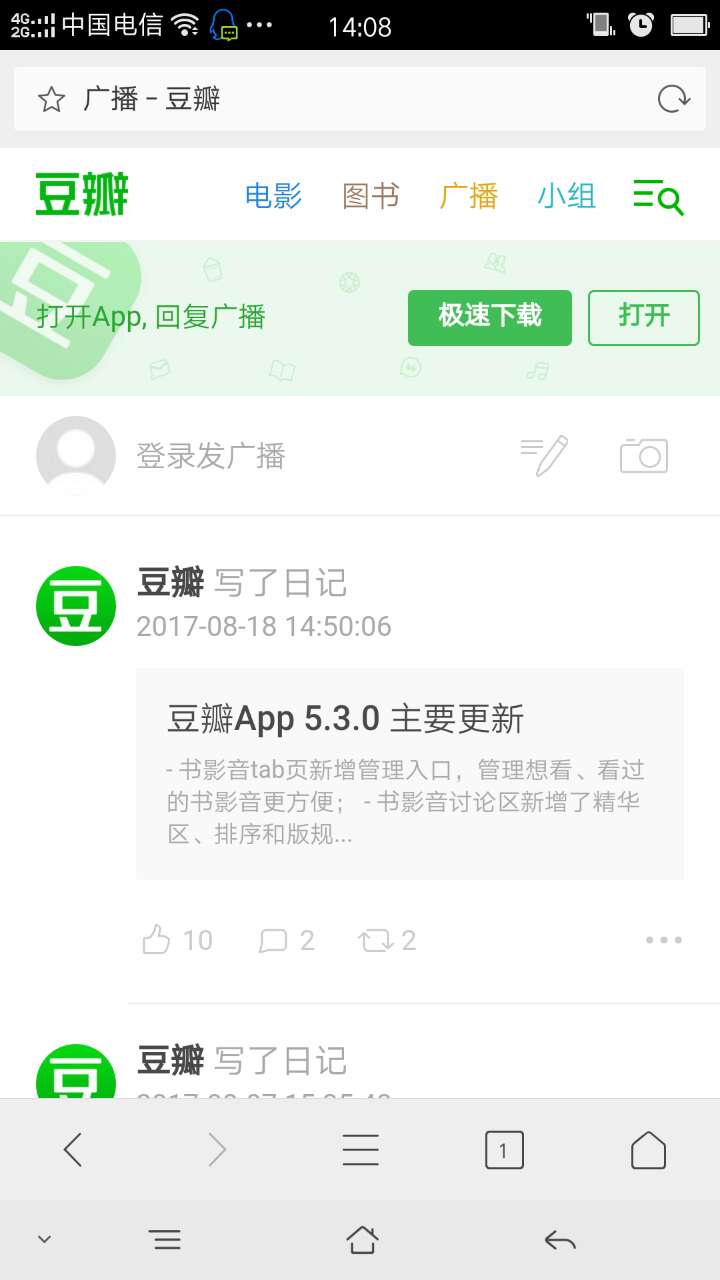 4G 2G 中国电信 14:08
广播 - 豆瓣
豆瓣 电影 图书 广播 小组
豆
打开App, 回复广播 极速下载 打开
登录发广播
豆 豆瓣 写了日记
2017-08-18 14:50:06
豆瓣App 5.3.0 主要更新
- 书影音tab页新增管理入口，管理想看、看过
的书影音更方便； - 书影音讨论区新增了精华
区、排序和版规...
10 2 2
豆 豆瓣 写了日记
1